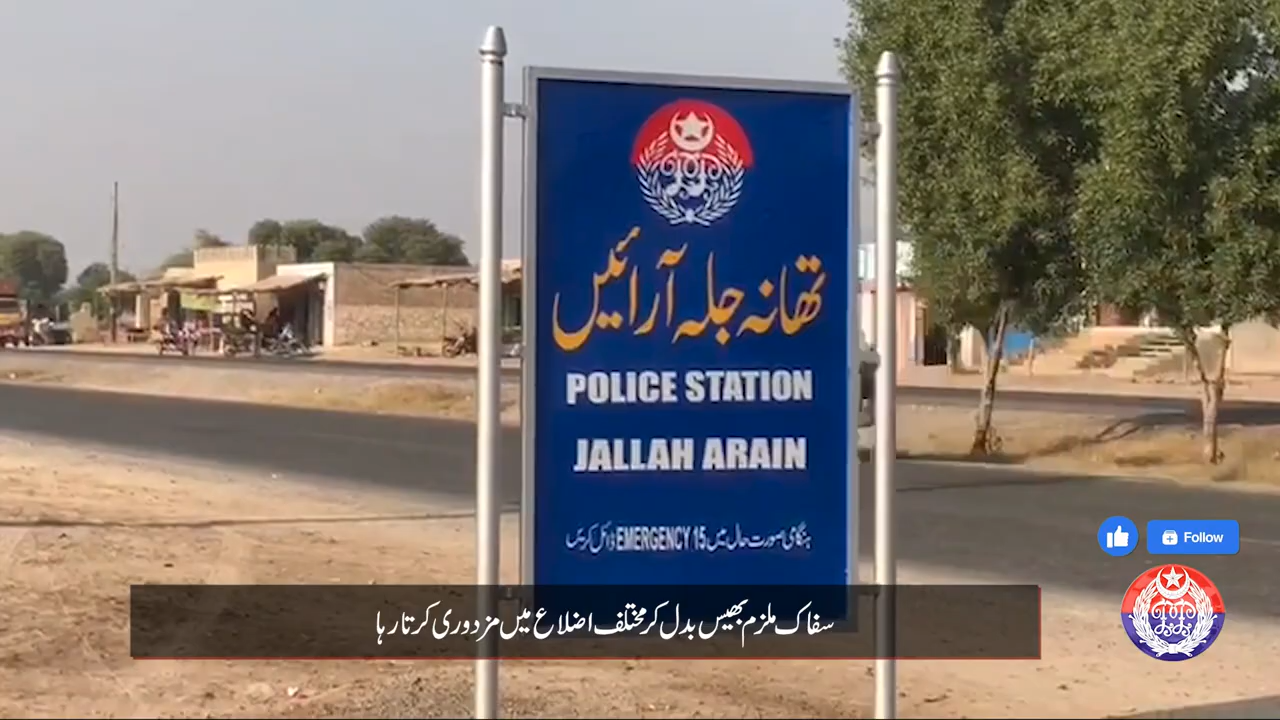 تھانہ جلہ آرائیں
POLICE STATION
JALLAH ARAIN
ہنگامی صورت حال میں EMERGENCY 15 ڈائل کریں
Follow
سفاک ملزم بھیس بدل کر مختلف اضلاع میں مزدوری کرتا رہا